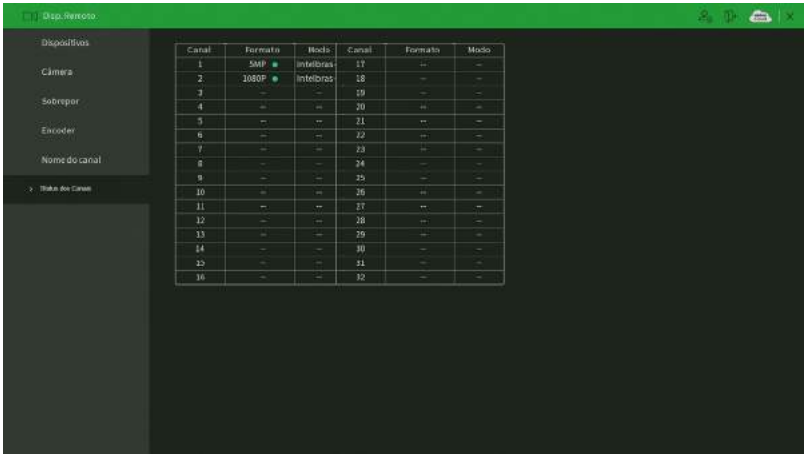 Disp. Remoto
Dispositivos
Câmera
Sobrepor
Encoder
Nome do canal
Status dos Canais
Canal Formato Modo Canal Formato Modo
1 5MP Intelbras- 17 -- --
2 1080P Intelbras- 18 -- --
3 -- -- 19 -- --
4 -- -- 20 -- --
5 -- -- 21 -- --
6 -- -- 22 -- --
7 -- -- 23 -- --
8 -- -- 24 -- --
9 -- -- 25 -- --
10 -- -- 26 -- --
11 -- -- 27 -- --
12 -- -- 28 -- --
13 -- -- 29 -- --
14 -- -- 30 -- --
15 -- -- 31 -- --
16 -- -- 32 -- --